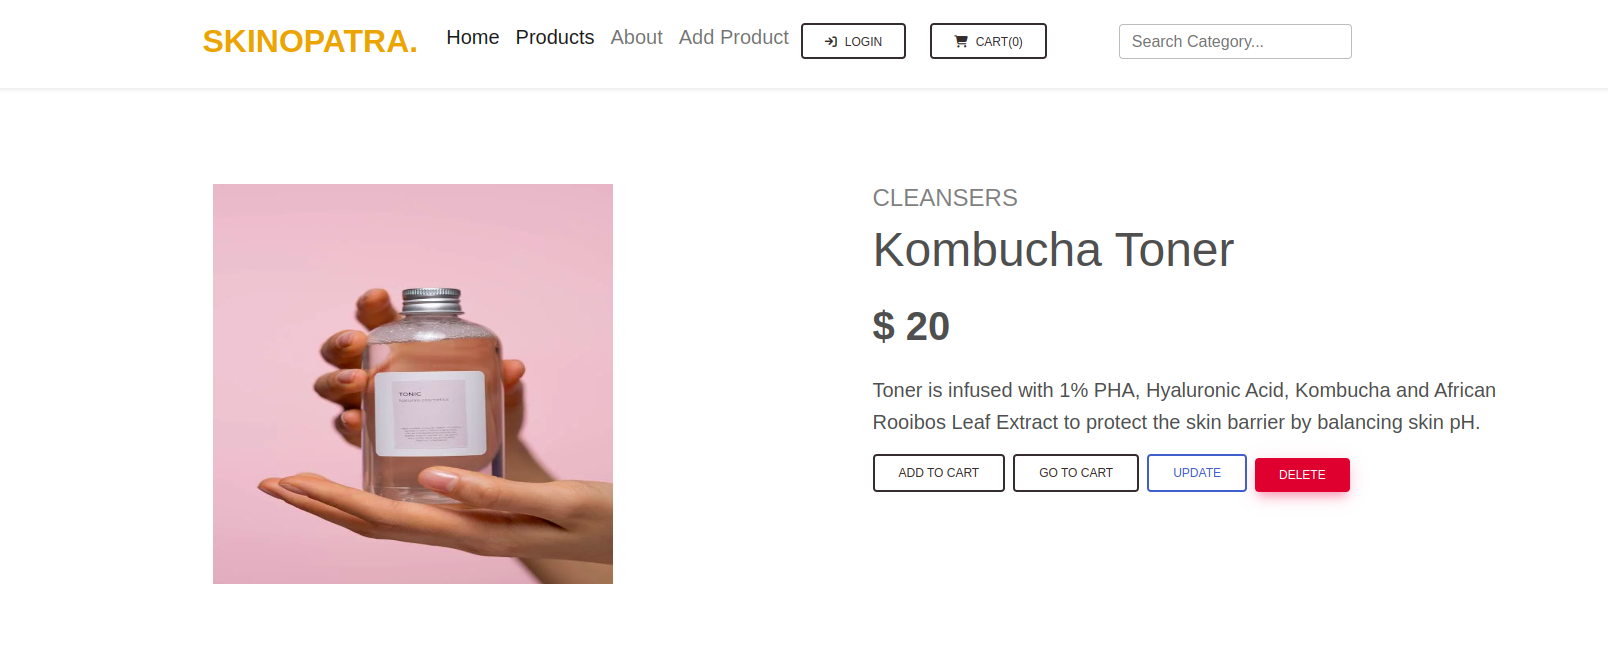 SKINOPATRA.
Home Products About Add Product LOGIN CART(0) Search Category...
CLEANSERS
Kombucha Toner
$ 20
Toner is infused with 1% PHA, Hyaluronic Acid, Kombucha and African
Rooibos Leaf Extract to protect the skin barrier by balancing skin pH.
ADD TO CART GO TO CART UPDATE DELETE
TONIC